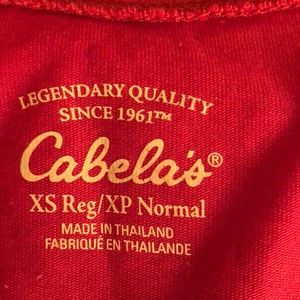 LEGENDARY QUALITY
SINCE 1961™
Cabela's®
XS Reg/XP Normal
MADE IN THAILAND
FABRIQUÉ EN THAILANDE